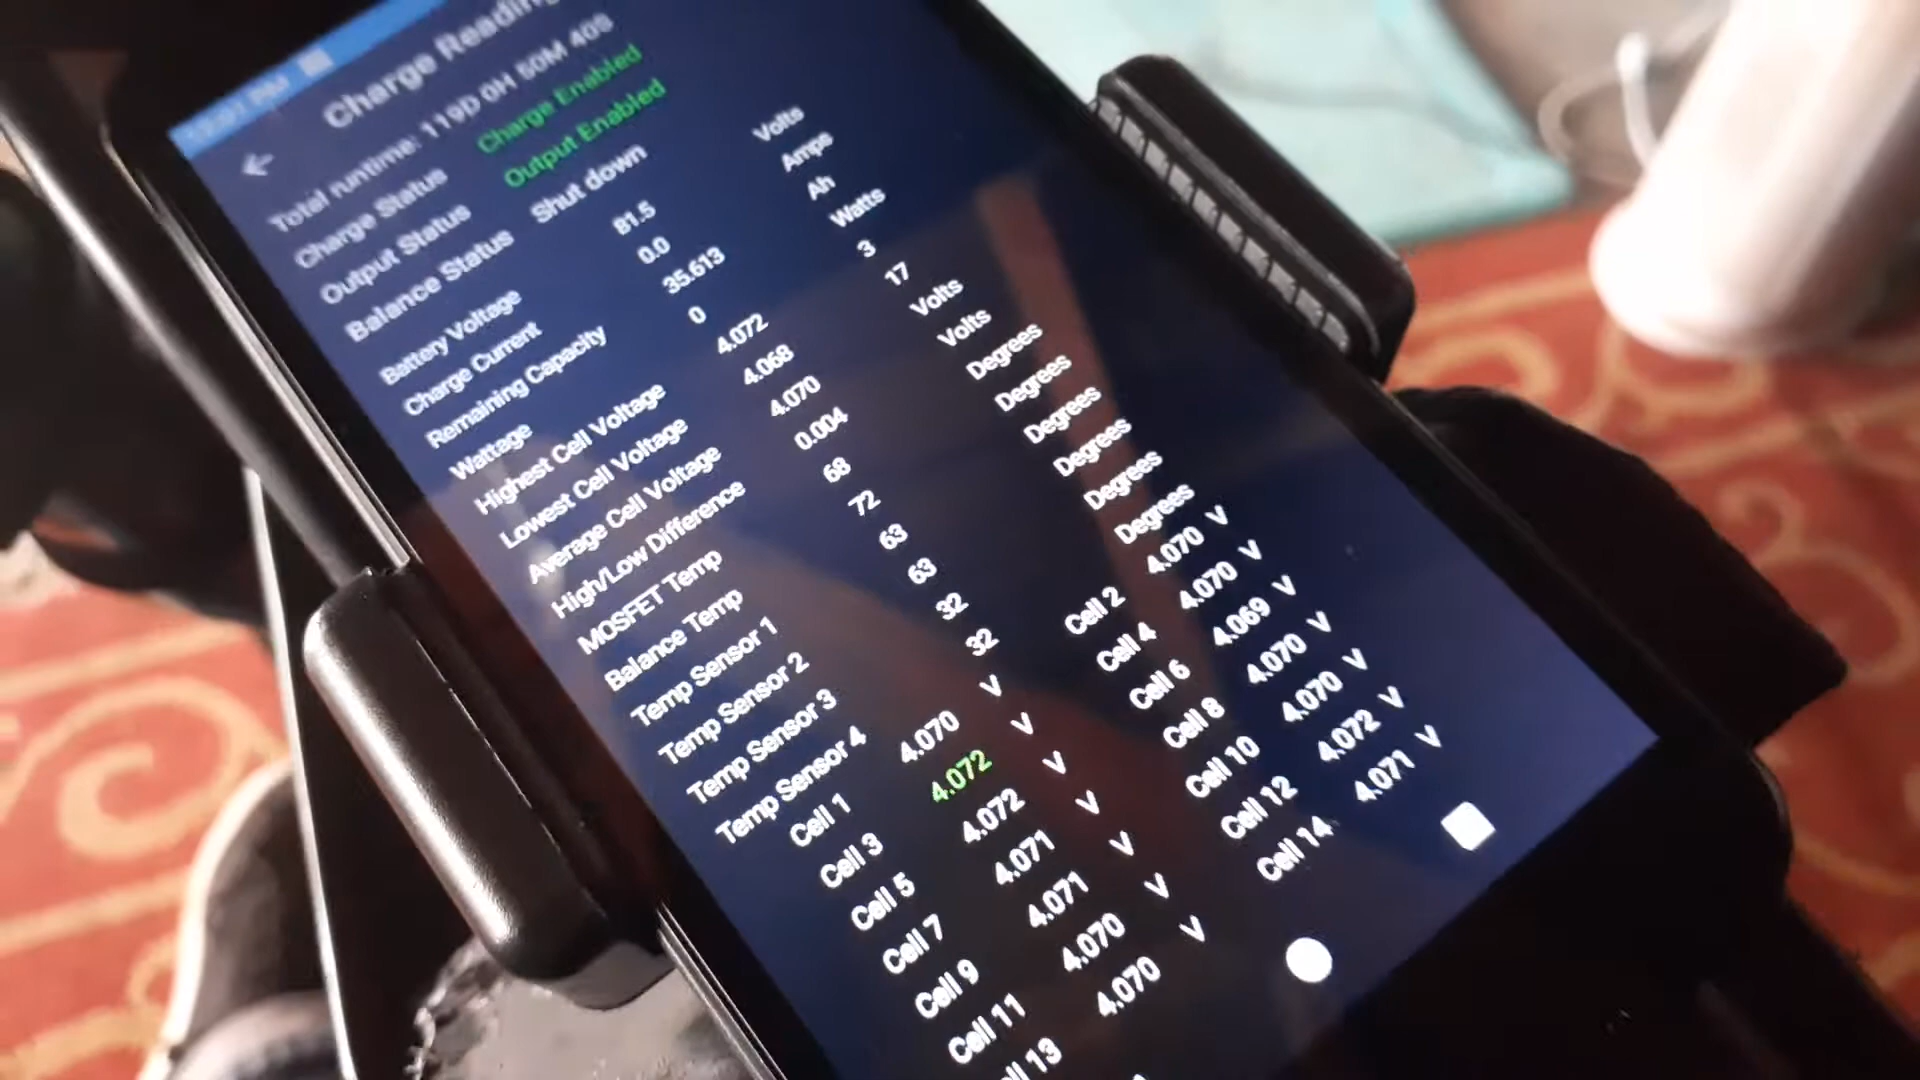 Charge Reading
Total runtime: 119D 0H 50M 40S
Charge Status Charge Enabled
Output Status Output Enabled
Balance Status Shut down
Battery Voltage 81.5 Volts
Charge Current 0.0 Amps
Remaining Capacity 35.613 Ah
Wattage 0 Watts
Highest Cell Voltage 4.072 3
Lowest Cell Voltage 4.068 17
Average Cell Voltage 4.070 Volts
High/Low Difference 0.004 Volts
MOSFET Temp 68 Degrees
Balance Temp 72 Degrees
Temp Sensor 1 63 Degrees
Temp Sensor 2 63 Degrees
Temp Sensor 3 32 Degrees
Temp Sensor 4 32 Degrees
Cell 1 4.070 V Cell 2 4.070 V
Cell 3 4.072 V Cell 4 4.070 V
Cell 5 4.072 V Cell 6 4.069 V
Cell 7 4.071 V Cell 8 4.070 V
Cell 9 4.071 V Cell 10 4.070 V
Cell 11 4.070 V Cell 12 4.072 V
ll 13 4.070 V Cell 14 4.071 V